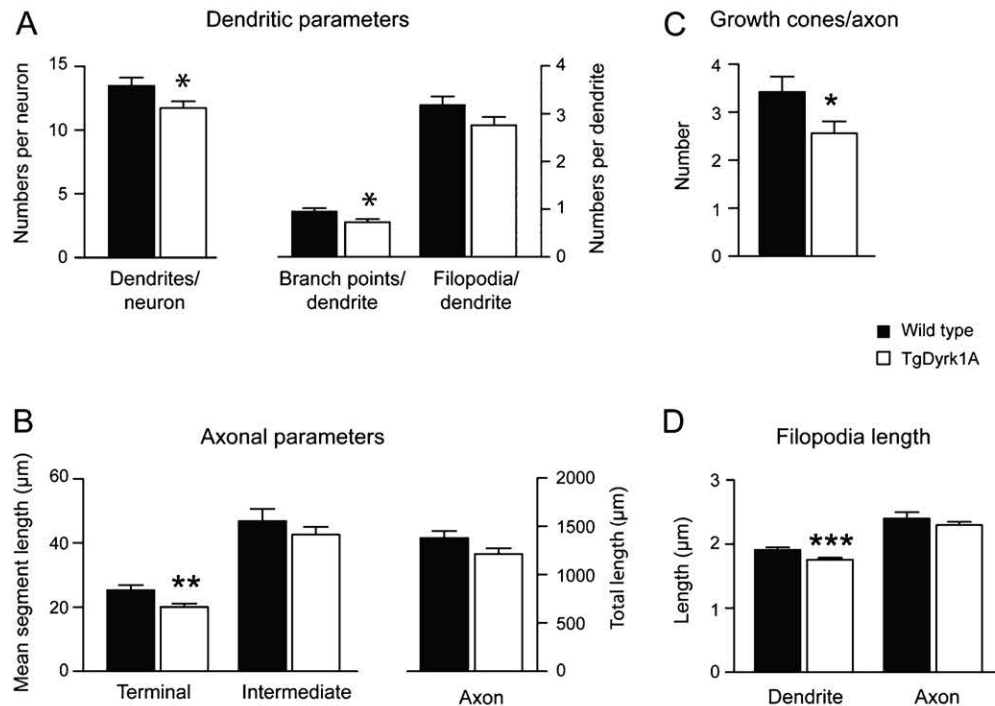 A
Dendritic parameters
Numbers per neuron
15
10
5
0
*
Dendrites/
neuron
*
Branch points/
dendrite
Filopodia/
dendrite
4
3
2
1
0
Numbers per dendrite
C
Growth cones/axon
Number
4
3
2
1
0
*
Wild type
TgDyrk1A
B
Axonal parameters
Mean segment length (µm)
60
40
20
0
**
Terminal
Intermediate
Axon
2000
1500
1000
500
0
Total length (µm)
D
Filopodia length
Length (µm)
3
2
1
0
***
Dendrite
Axon